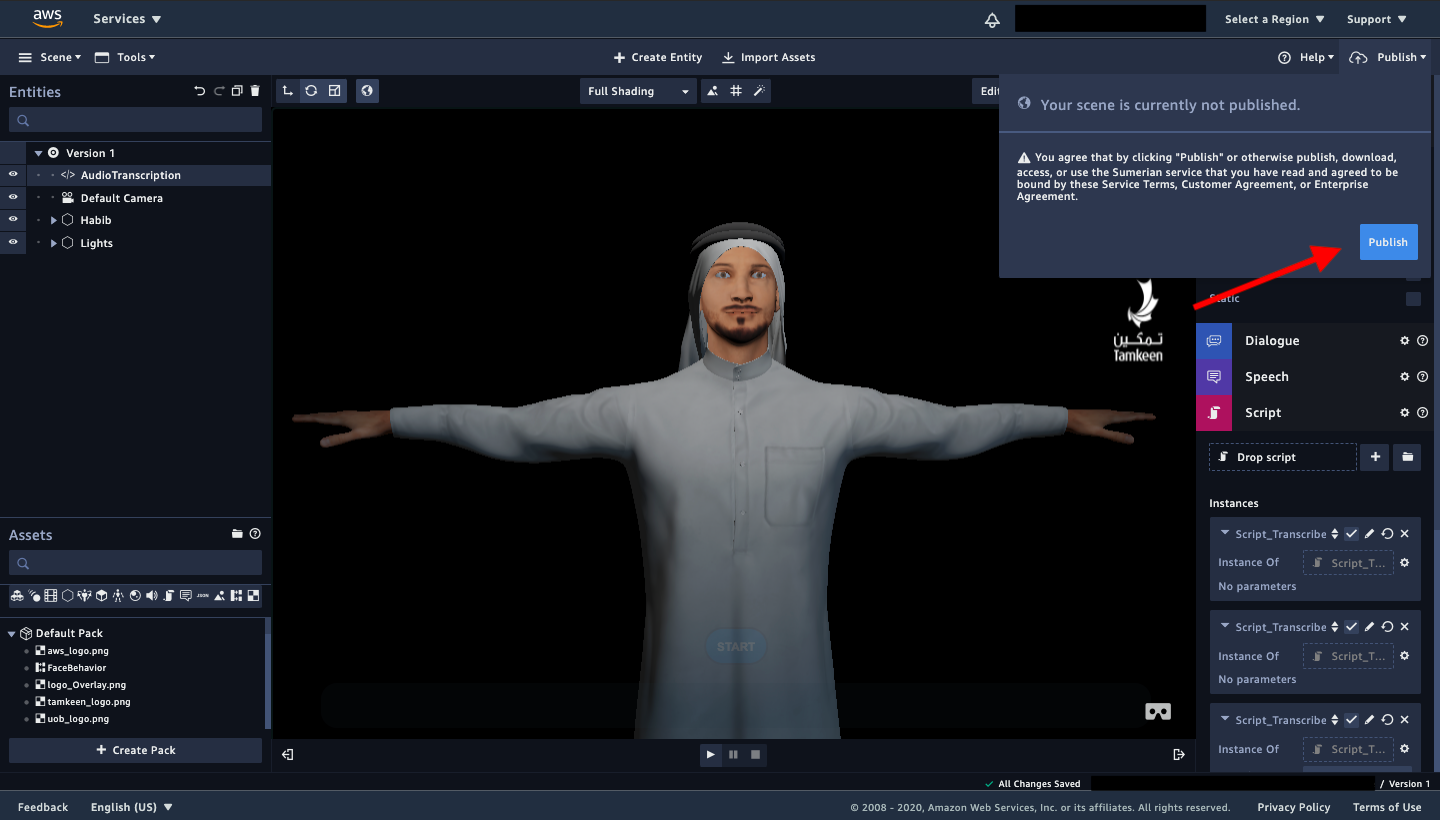 aws
Services
Select a Region
Support
Scene
Tools
Create Entity
Import Assets
Help
Publish
Entities
Full Shading
Edit
Your scene is currently not published.
You agree that by clicking "Publish" or otherwise publish, download,
access, or use the Sumerian service that you have read and agreed to be
bound by these Service Terms, Customer Agreement, or Enterprise
Agreement.
Publish
Version 1
AudioTranscription
Default Camera
Habib
Lights
Static
تمكين
Tamkeen
Dialogue
Speech
Script
Drop script
Instances
Script_Transcribe
Instance Of
Script_T...
No parameters
Script_Transcribe
Instance Of
Script_T...
No parameters
Script_Transcribe
Instance Of
Script_T...
START
Assets
JSON
Default Pack
aws_logo.png
FaceBehavior
logo_Overlay.png
tamkeen_logo.png
uob_logo.png
Create Pack
All Changes Saved
/ Version 1
Feedback
English (US)
© 2008 - 2020, Amazon Web Services, Inc. or its affiliates. All rights reserved.
Privacy Policy
Terms of Use